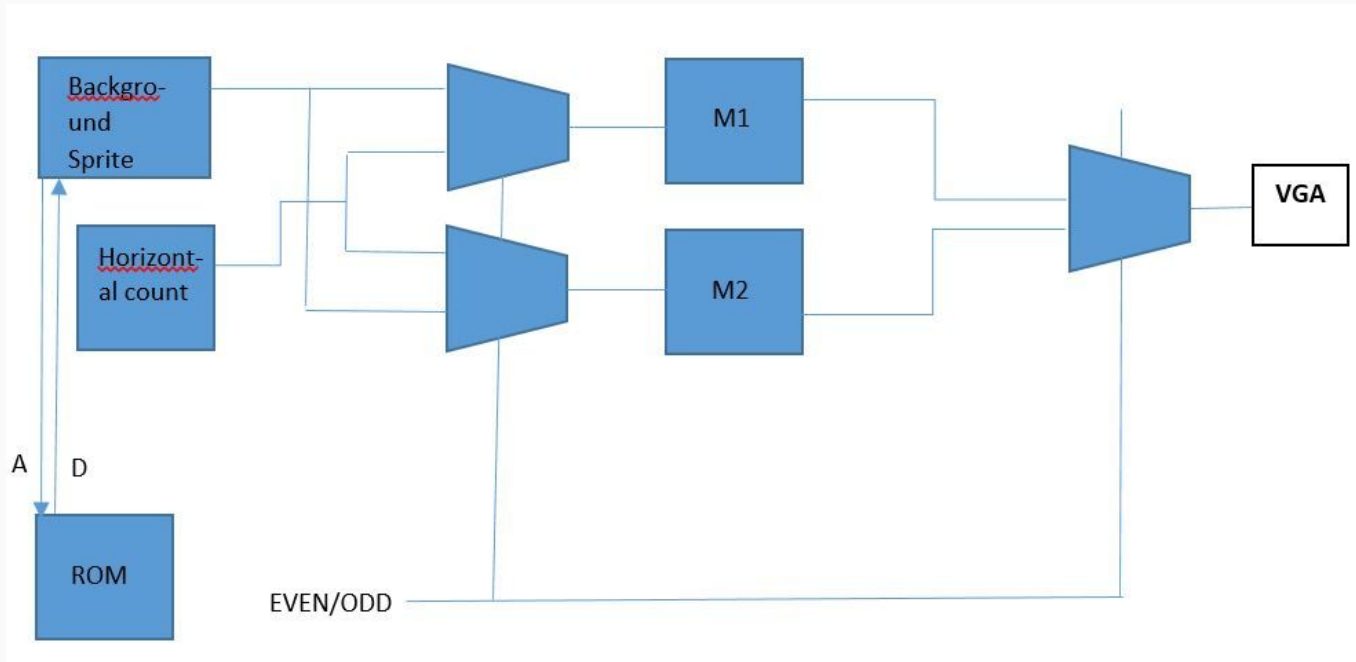 Backgro-
und
Sprite
M1
VGA
Horizont-
al count
M2
A
D
ROM
EVEN/ODD